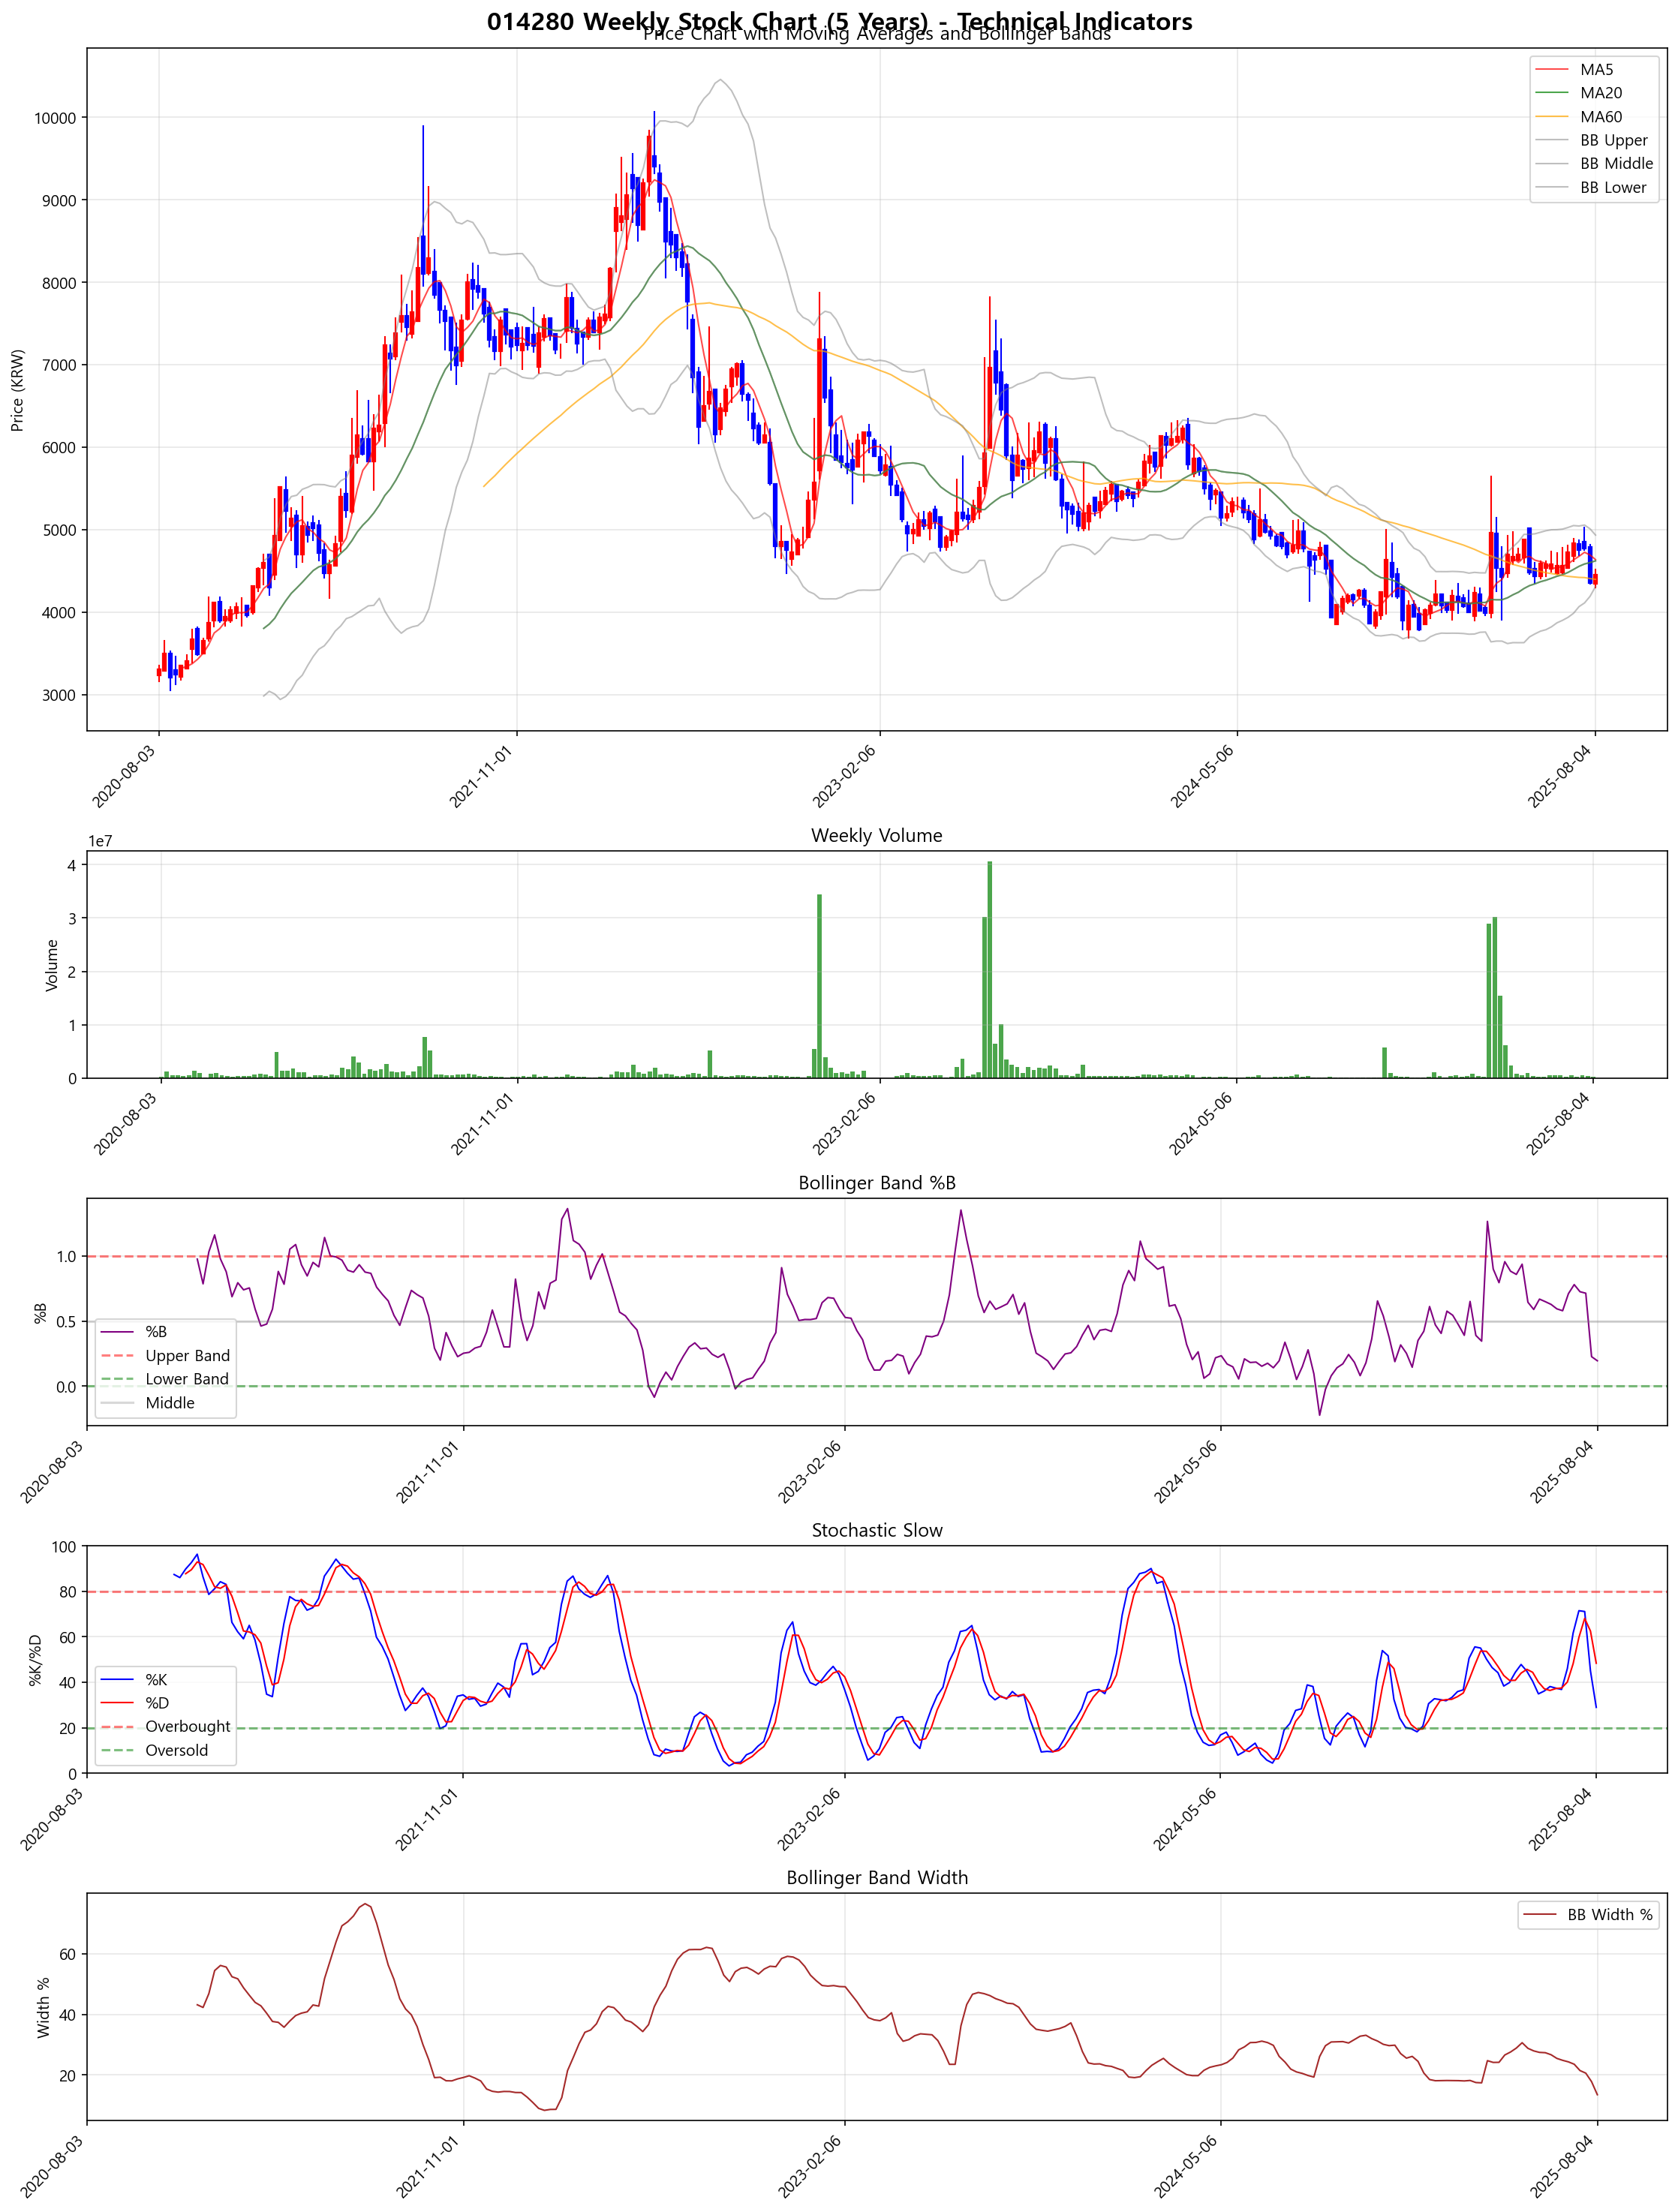 014280 Weekly Stock Chart (5 Years) - Technical Indicators
Price Chart with Moving Averages and Bollinger Bands
MA5
MA20
MA60
BB Upper
BB Middle
BB Lower
Price (KRW)
10000
9000
8000
7000
6000
5000
4000
3000
2020-08-03
2021-11-01
2023-02-06
2024-05-06
2025-08-04
Weekly Volume
1e7
Volume
4
3
2
1
0
2020-08-03
2021-11-01
2023-02-06
2024-05-06
2025-08-04
Bollinger Band %B
%B
1.0
0.5
0.0
%B
Upper Band
Lower Band
Middle
2020-08-03
2021-11-01
2023-02-06
2024-05-06
2025-08-04
Stochastic Slow
%K/%D
100
80
60
40
20
0
%K
%D
Overbought
Oversold
2020-08-03
2021-11-01
2023-02-06
2024-05-06
2025-08-04
Bollinger Band Width
BB Width %
Width %
60
40
20
2020-08-03
2021-11-01
2023-02-06
2024-05-06
2025-08-04